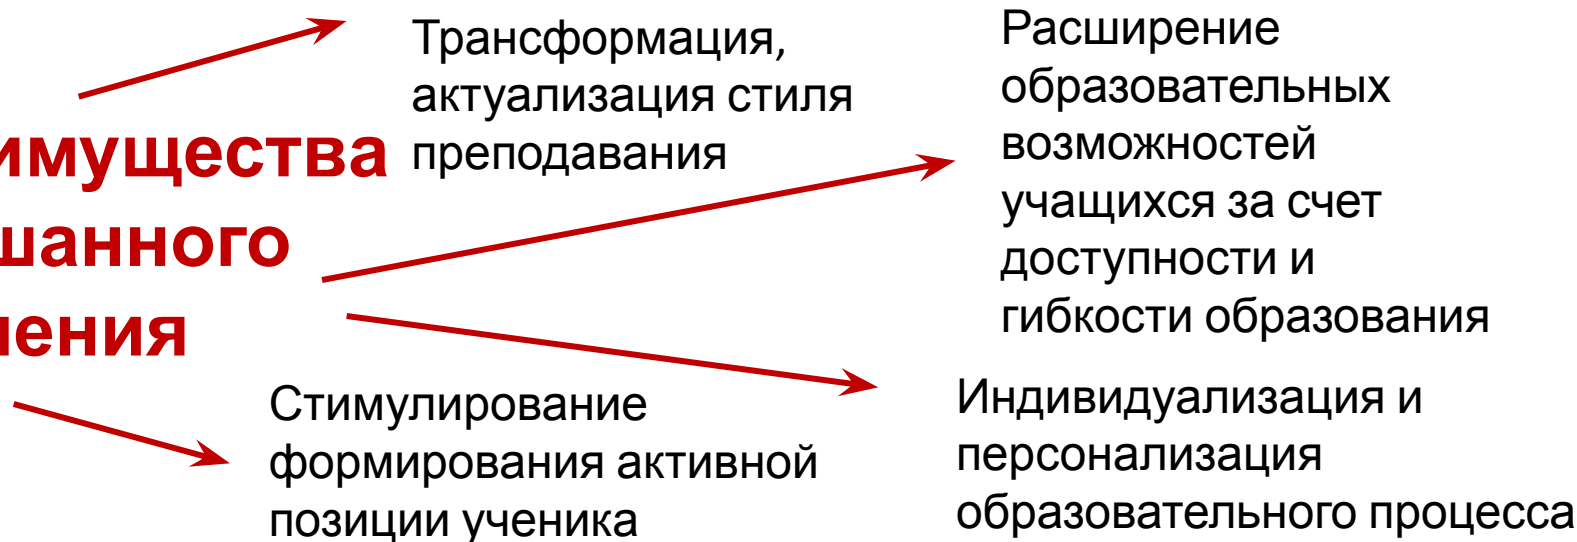 имущества
шанного
ения
Трансформация,
актуализация стиля
преподавания
Расширение
образовательных
возможностей
учащихся за счет
доступности и
гибкости образования
Стимулирование
формирования активной
позиции ученика
Индивидуализация и
персонализация
образовательного процесса